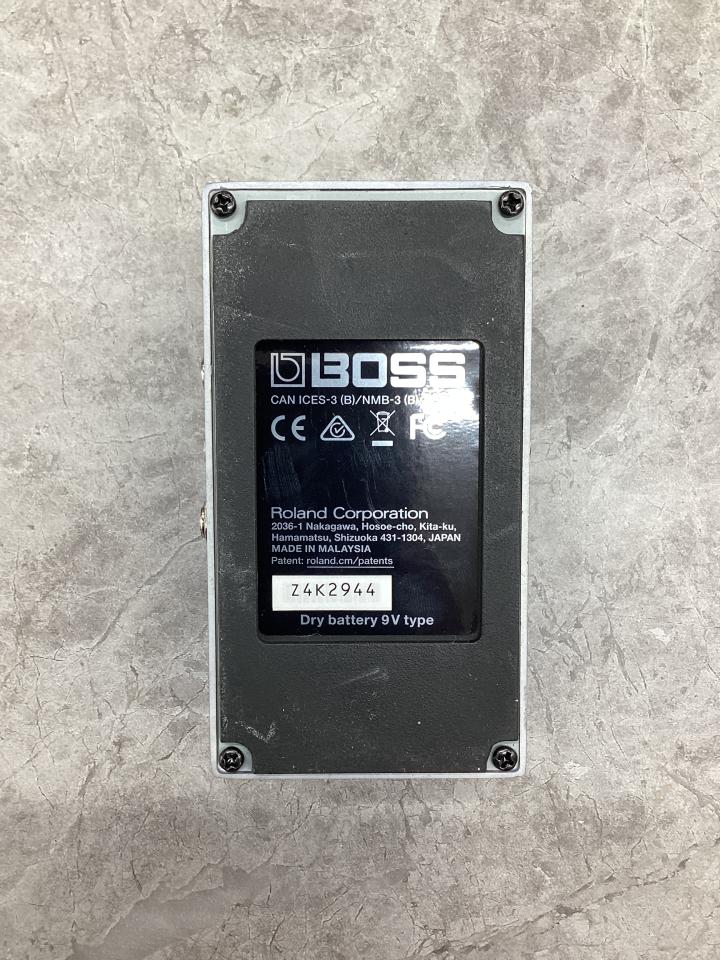 BOSS
CAN ICES-3 (B)/NMB-3 (B)
CE FC
Roland Corporation
2036-1 Nakagawa, Hosoe-cho, Kita-ku,
Hamamatsu, Shizuoka 431-1304, JAPAN
MADE IN MALAYSIA
Patent: roland.cm/patents
Z4K2944
Dry battery 9V type